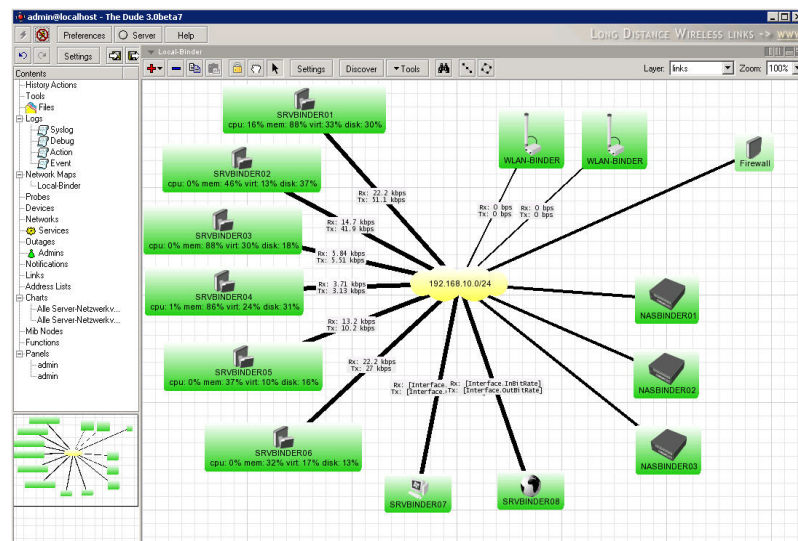 admin@localhost - The Dude 3.0beta7
Preferences
Server
Help
LONG DISTANCE WIRELESS LINKS -> WWW
Settings
Local-Binder
Settings
Discover
Tools
Layer:
links
Zoom:
100%
Contents
History Actions
Tools
Files
Logs
Syslog
Debug
Action
Event
Network Maps
Local-Binder
Probes
Devices
Networks
Services
Outages
Admins
Notifications
Links
Address Lists
Charts
Alle Server-Netzwerkv...
Alle Server-Netzwerkv...
Mib Nodes
Functions
Panels
admin
admin
SRVBINDER01
cpu: 16% mem: 88% virt: 33% disk: 30%
SRVBINDER02
cpu: 0% mem: 46% virt: 13% disk: 37%
SRVBINDER03
cpu: 0% mem: 88% virt: 30% disk: 18%
SRVBINDER04
cpu: 1% mem: 86% virt: 24% disk: 31%
SRVBINDER05
cpu: 0% mem: 37% virt: 10% disk: 16%
SRVBINDER06
cpu: 0% mem: 32% virt: 17% disk: 13%
WLAN-BINDER
WLAN-BINDER
Firewall
Rx: 22.2 kbps
Tx: 51.1 kbps
Rx: 14.7 kbps
Tx: 41.9 kbps
Rx: 5.84 kbps
Tx: 5.51 kbps
Rx: 3.71 kbps
Tx: 3.13 kbps
Rx: 13.2 kbps
Tx: 10.2 kbps
Rx: 22.2 kbps
Tx: 27 kbps
Rx: 0 bps
Tx: 0 bps
Rx: 0 bps
Tx: 0 bps
192.168.10.0/24
Rx: [Interface.
Tx: [Interface.
Rx: [Interface.InBitRate]
Tx: [Interface.OutBitRate]
NASBINDER01
NASBINDER02
NASBINDER03
SRVBINDER07
SRVBINDER08